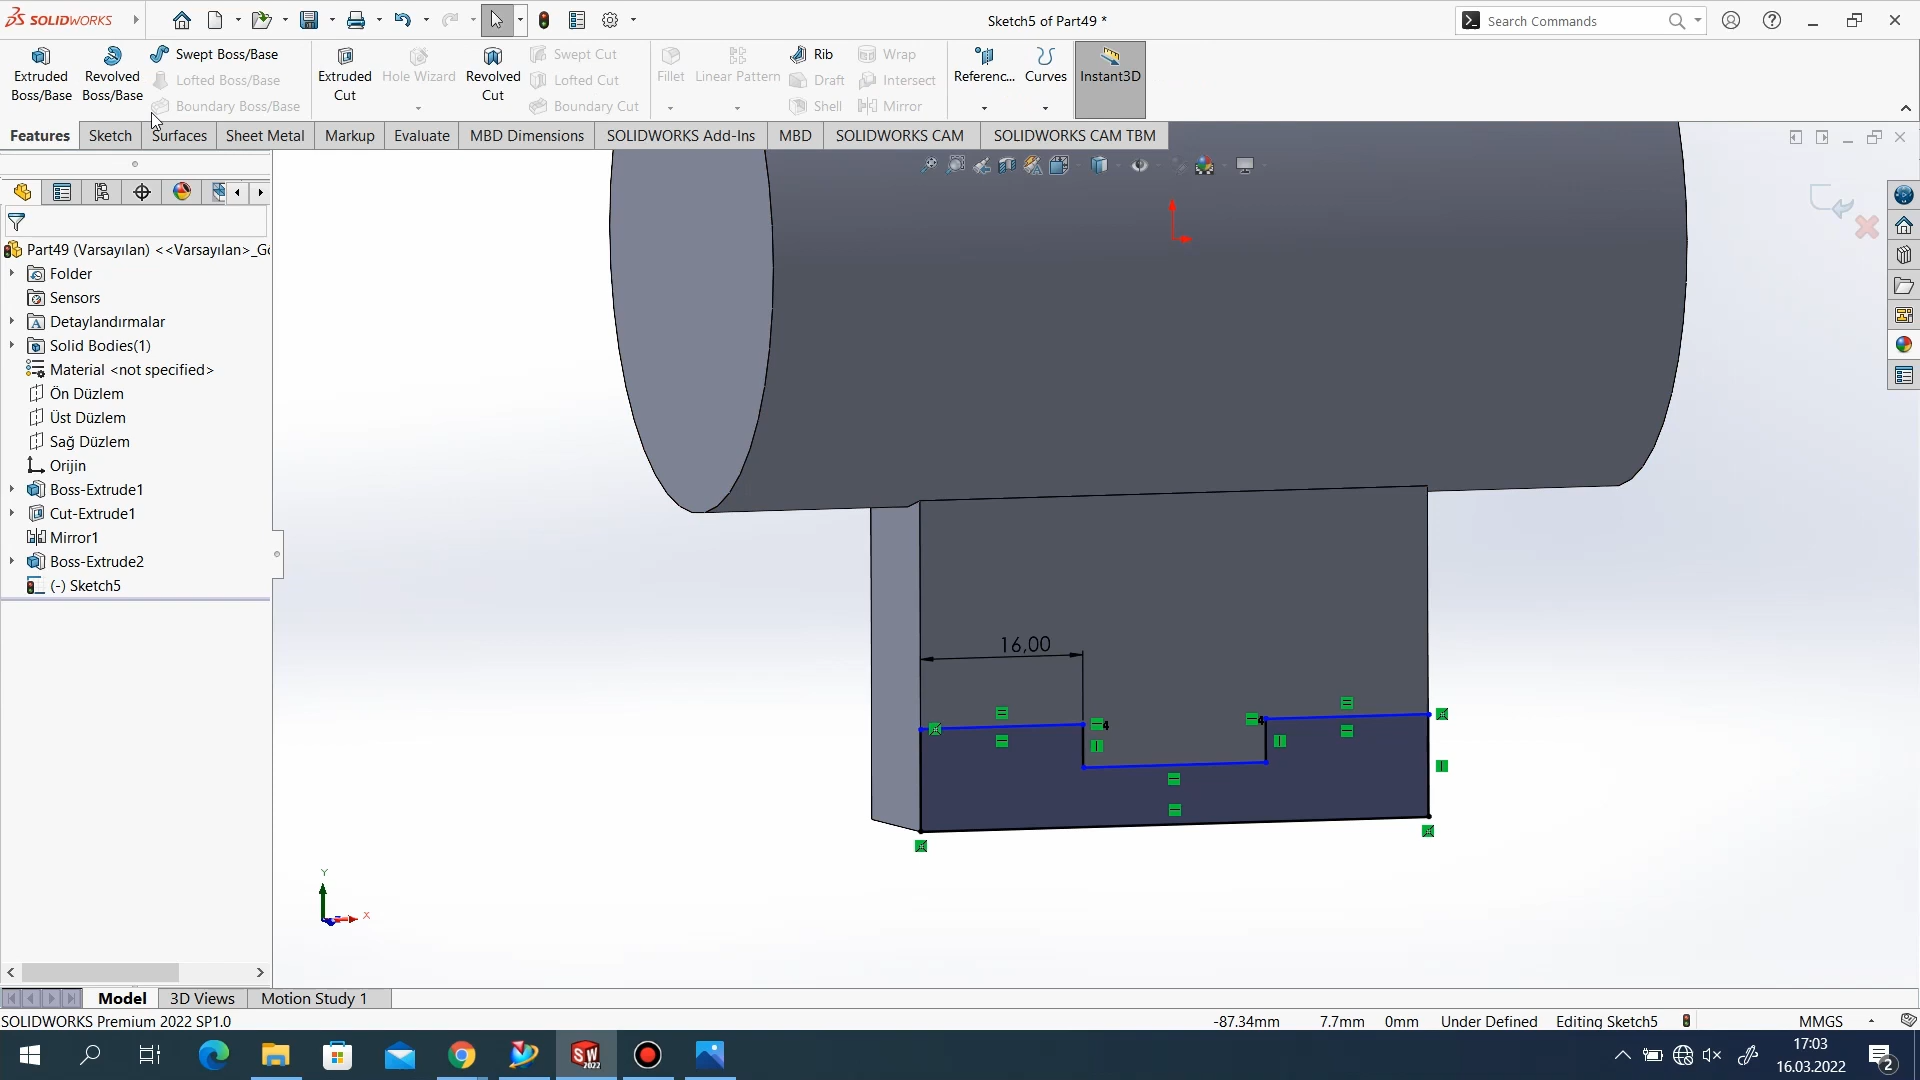 SOLIDWORKS
Sketch5 of Part49 *
Search Commands
Extruded Boss/Base
Revolved Boss/Base
Swept Boss/Base
Lofted Boss/Base
Boundary Boss/Base
Extruded Cut
Hole Wizard
Revolved Cut
Swept Cut
Lofted Cut
Boundary Cut
Fillet
Linear Pattern
Rib
Draft
Shell
Wrap
Intersect
Mirror
Referenc...
Curves
Instant3D
Features
Sketch
Surfaces
Sheet Metal
Markup
Evaluate
MBD Dimensions
SOLIDWORKS Add-Ins
MBD
SOLIDWORKS CAM
SOLIDWORKS CAM TBM
Part49 (Varsayılan) <<Varsayılan>_Gö
Folder
Sensors
Detaylandırmalar
Solid Bodies(1)
Material <not specified>
Ön Düzlem
Üst Düzlem
Sağ Düzlem
Orijin
Boss-Extrude1
Cut-Extrude1
Mirror1
Boss-Extrude2
(-) Sketch5
16,00
4
4
Y
X
Model
3D Views
Motion Study 1
SOLIDWORKS Premium 2022 SP1.0
-87.34mm
7.7mm
0mm
Under Defined
Editing Sketch5
MMGS
SW
2022
17:03
16.03.2022
2